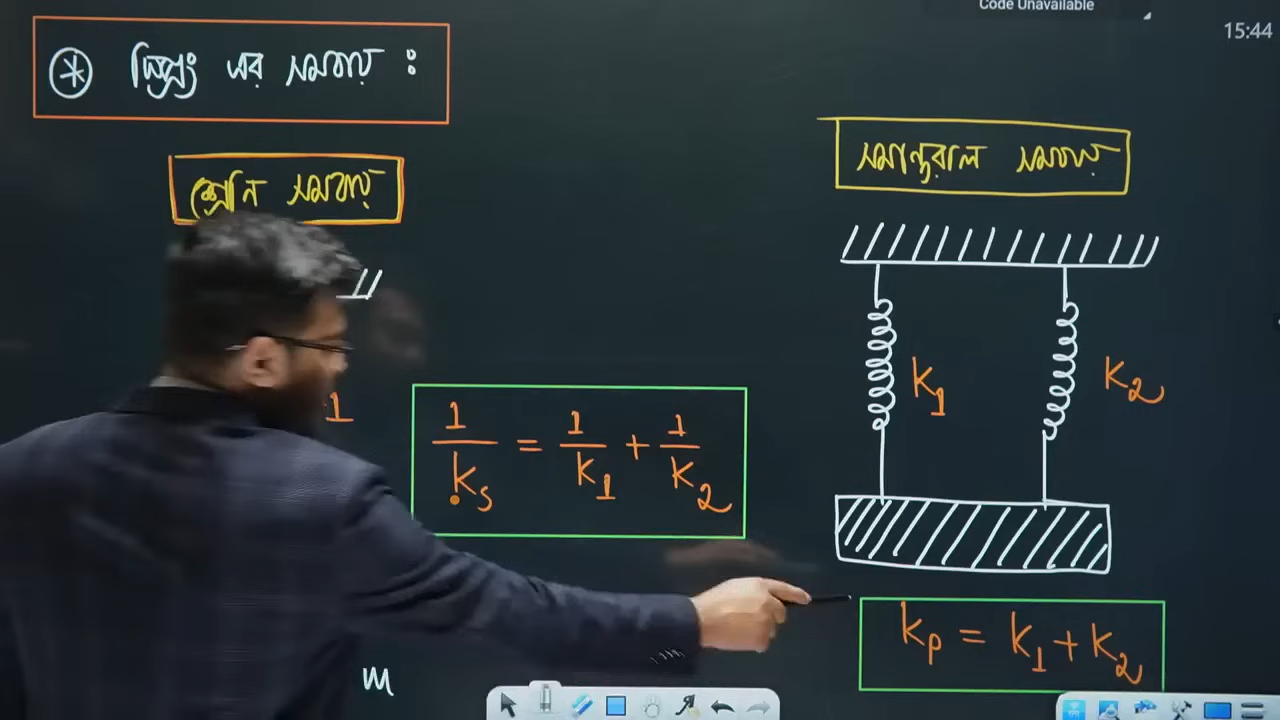 Code Unavailable
15:44
* স্প্রিং এর সমবায় :
শ্রেণি সমবায়
সমান্তরাল সমবায়
1
K1
K2
1/Ks = 1/K1 + 1/K2
Kp = K1 + K2
m